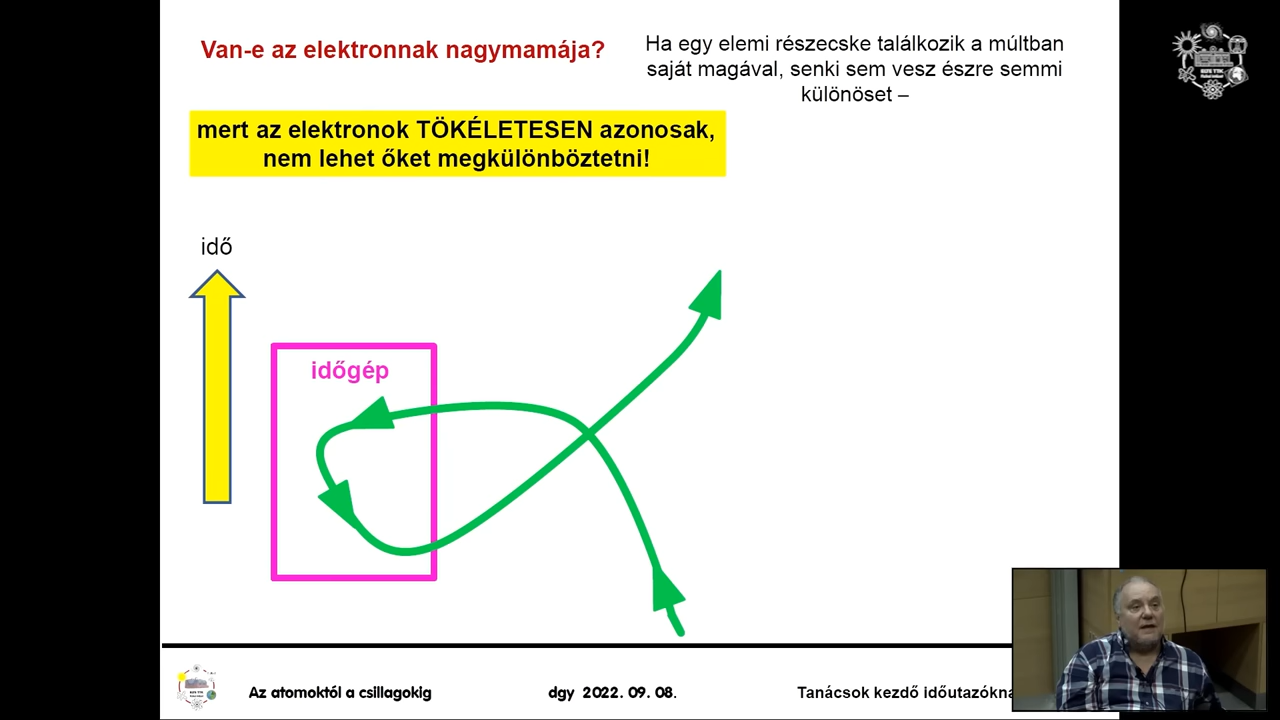 Van-e az elektronnak nagymamája?
Ha egy elemi részecske találkozik a múltban
saját magával, senki sem vesz észre semmi
különöset –
mert az elektronok TÖKÉLETESEN azonosak,
nem lehet őket megkülönböztetni!
idő
időgép
Az atomoktól a csillagokig
dgy 2022. 09. 08.
Tanácsok kezdő